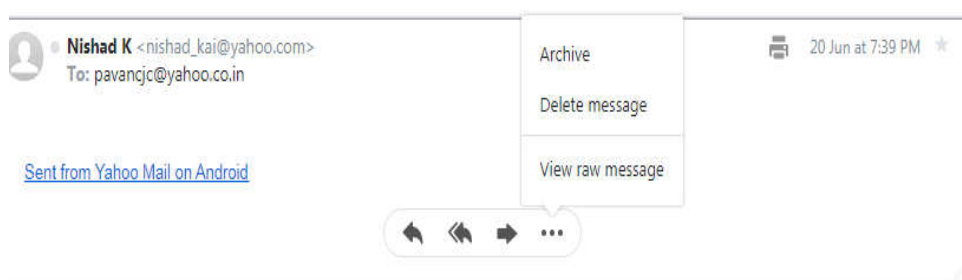 Nishad K <nishad_kai@yahoo.com>
To: pavancjc@yahoo.co.in
20 Jun at 7:39 PM
Archive
Delete message
View raw message
Sent from Yahoo Mail on Android